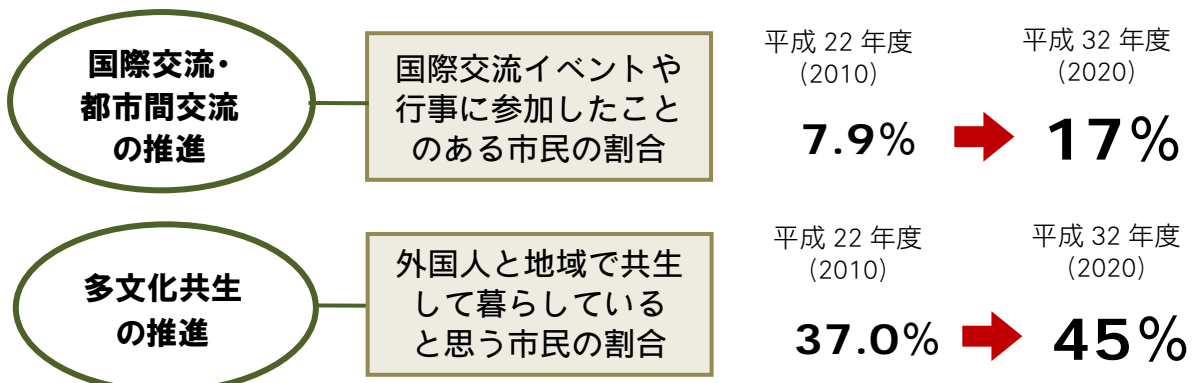 国際交流・
都市間交流
の推進
国際交流イベントや
行事に参加したこと
のある市民の割合
平成 22 年度
（2010）
7.9%
平成 32 年度
（2020）
17%
多文化共生
の推進
外国人と地域で共生
して暮らしている
と思う市民の割合
平成 22 年度
（2010）
37.0%
平成 32 年度
（2020）
45%